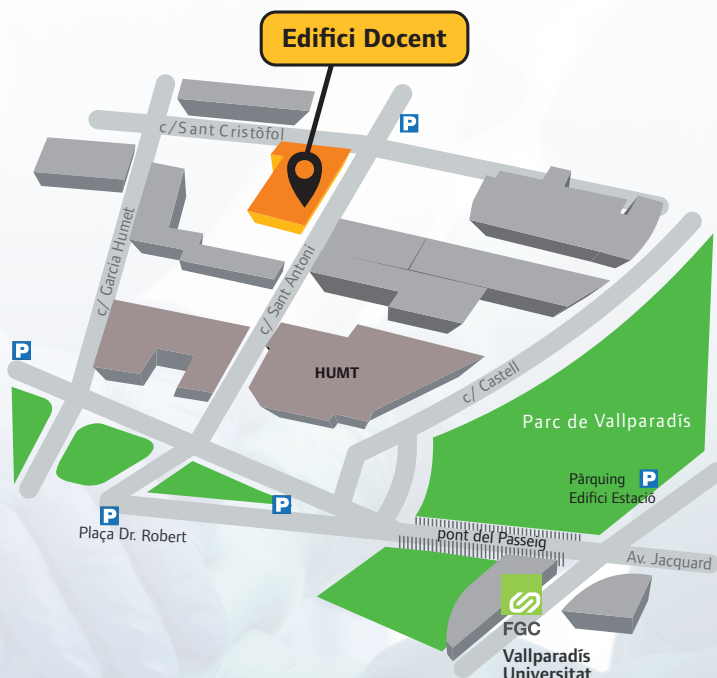 Edifici Docent
P
c/Sant Cristòfol
c/ Garcia Humet
c/ Sant Antoni
P
HUMT
c/ Castell
Parc de Vallparadís
Pàrquing P
Edifici Estació
P
P
Plaça Dr. Robert
pont del Passeig
Av. Jacquard
FGC
Vallparadís
Universitat